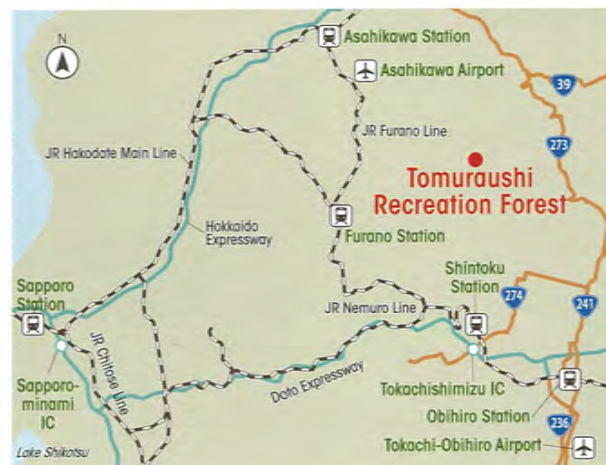 N
Asahikawa Station
Asahikawa Airport
39
JR Furano Line
273
JR Hakodate Main Line
Tomuraushi
Recreation Forest
Hokkaido
Expressway
Furano Station
Shintoku
Station
Sapporo
Station
JR Nemuro Line
274
241
JR Chitose Line
Sapporo-
minami
IC
Doto Expressway
Tokachishimizu IC
Obihiro Station
236
Tokachi-Obihiro Airport
Lake Shikotsu